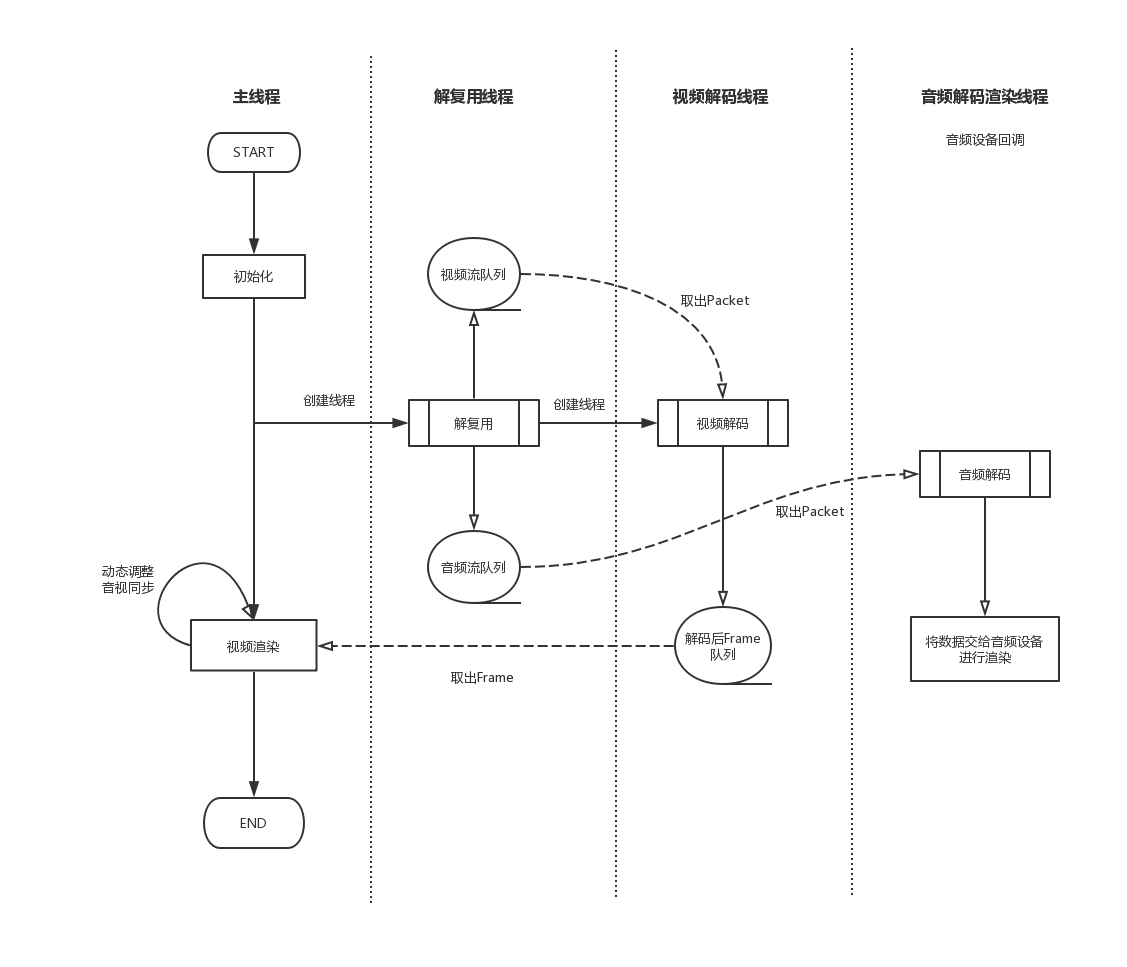 主线程
解复用线程
视频解码线程
音频解码渲染线程
音频设备回调
START
初始化
视频流队列
取出Packet
创建线程
创建线程
解复用
视频解码
音频解码
取出Packet
音频流队列
动态调整
音视同步
视频渲染
解码后Frame
队列
将数据交给音频设备
进行渲染
取出Frame
END